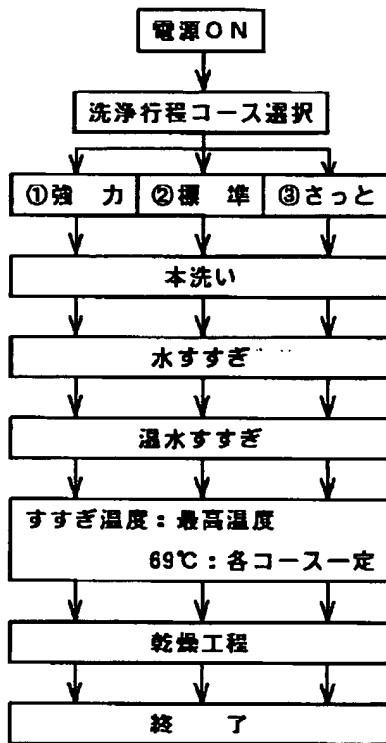 電源ON
洗浄行程コース選択
①強 力 ②標 準 ③さっと
本洗い
水すすぎ
温水すすぎ
すすぎ温度：最高温度
69℃：各コース一定
乾燥工程
終 了